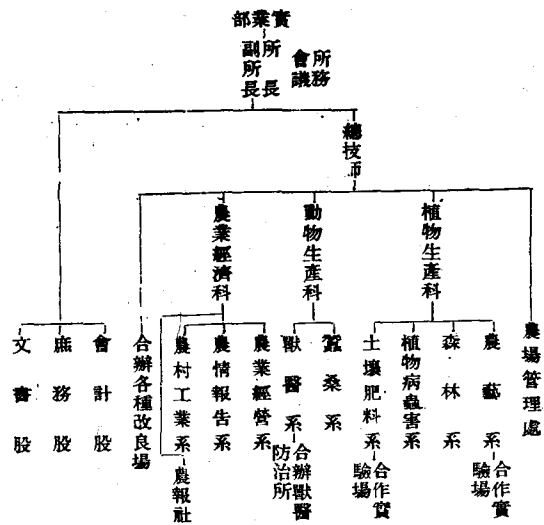 實業部
所長
副所長
所務會議
總技師
農場管理處
植物生產科
動物生產科
農業經濟科
合辦各種改良場
農藝系
合作實驗場
森林系
植物病蟲害系
土壤肥料系
合作實驗場
蠶桑系
獸醫系
合辦獸醫防治所
農業經營系
農情報告系
農村工業系
農報社
會計股
庶務股
文書股